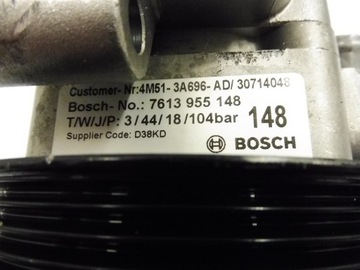 Customer- Nr:4M51- 3A696- AD/ 30714048
Bosch- No.: 7613 955 148
T/W/J/P: 3/44/18/104bar 148
Supplier Code: D38KD
BOSCH